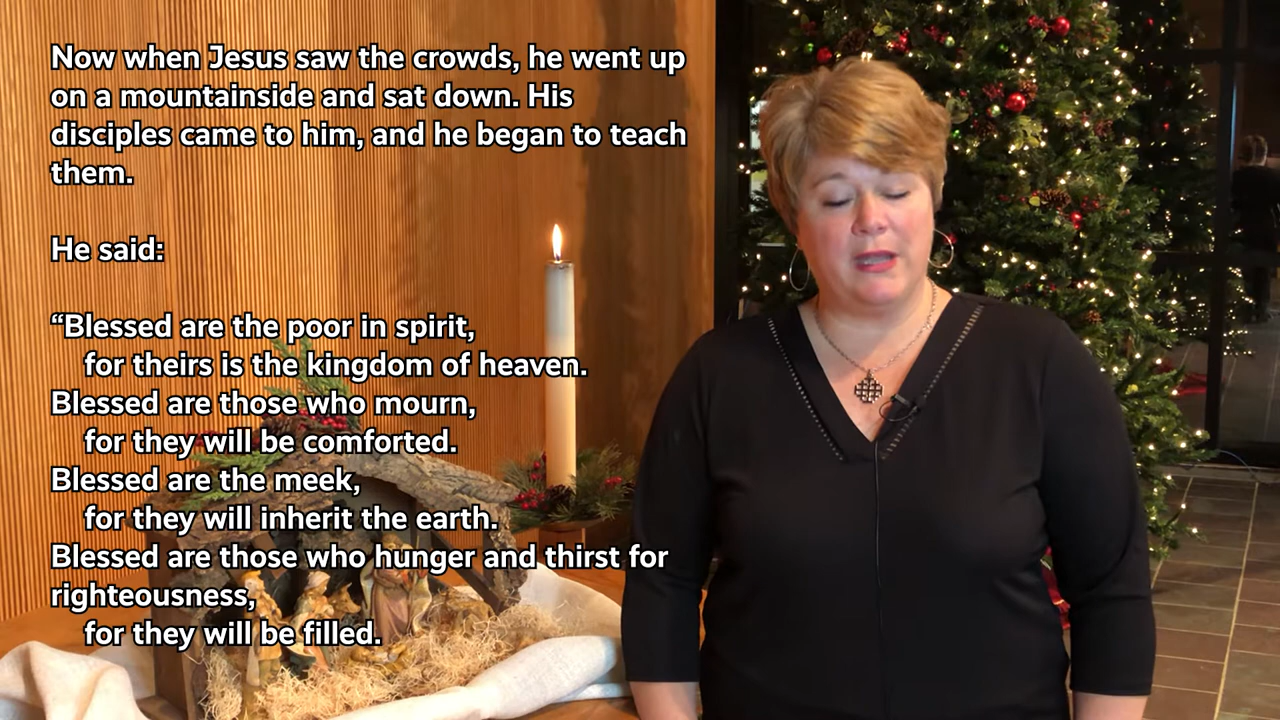 Now when Jesus saw the crowds, he went up
on a mountainside and sat down. His
disciples came to him, and he began to teach
them.
He said:
“Blessed are the poor in spirit,
for theirs is the kingdom of heaven.
Blessed are those who mourn,
for they will be comforted.
Blessed are the meek,
for they will inherit the earth.
Blessed are those who hunger and thirst for
righteousness,
for they will be filled.